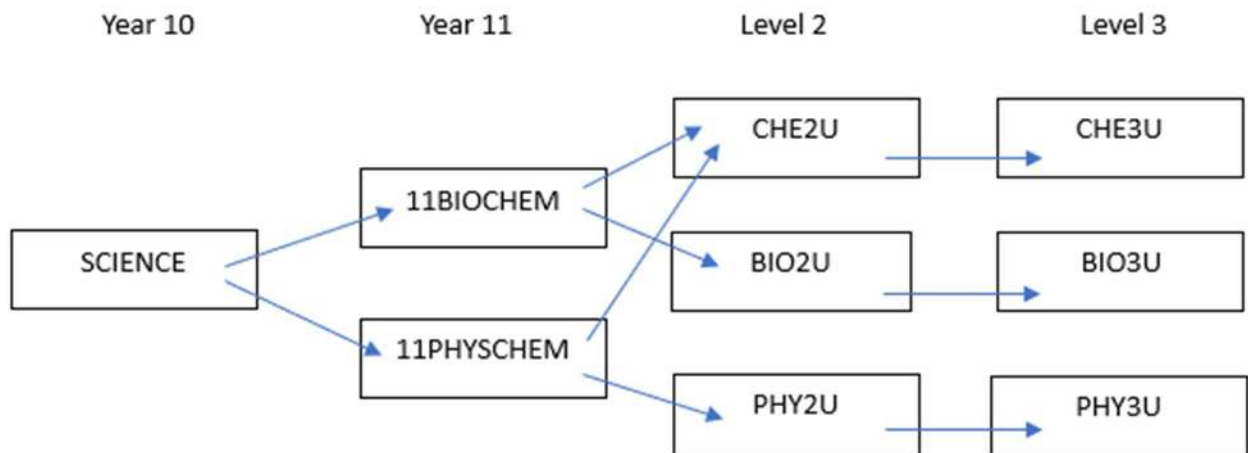 Year 10 Year 11 Level 2 Level 3
CHE2U CHE3U
11BIOCHEM
SCIENCE BIO2U BIO3U
11PHYSCHEM
PHY2U PHY3U